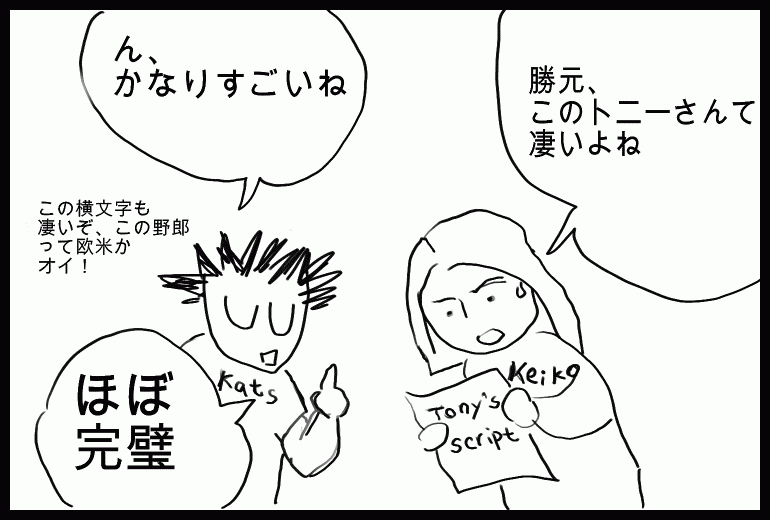 勝元、
このトニーさんて
凄いよね
ん、
かなりすごいね
この横文字も
凄いぞ、この野郎
って欧米か
オイ！
ほぼ
完璧
Kats
Keiko
Tony's
script